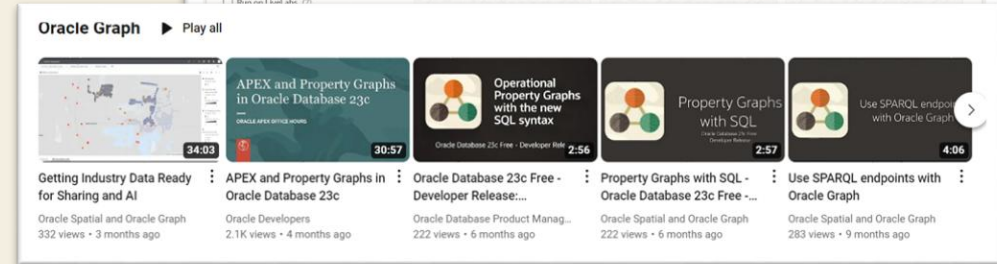 Run on LiveLabs
Oracle Graph
Play all
34:03
APEX and Property Graphs
in Oracle Database 23c
ORACLE APEX OFFICE HOURS
30:57
Operational
Property Graphs
with the new
SQL syntax
Oracle Database 23c Free - Developer Rele
2:56
Property Graphs
with SQL
Oracle Database 23c Free
Developer Release
2:57
Use SPARQL endpoin
with Oracle Graph
4:06
Getting Industry Data Ready
for Sharing and AI
Oracle Spatial and Oracle Graph
332 views • 3 months ago
APEX and Property Graphs in
Oracle Database 23c
Oracle Developers
2.1K views • 4 months ago
Oracle Database 23c Free -
Developer Release:...
Oracle Database Product Manag...
222 views • 6 months ago
Property Graphs with SQL -
Oracle Database 23c Free -...
Oracle Spatial and Oracle Graph
222 views • 6 months ago
Use SPARQL endpoints with
Oracle Graph
Oracle Spatial and Oracle Graph
283 views • 9 months ago